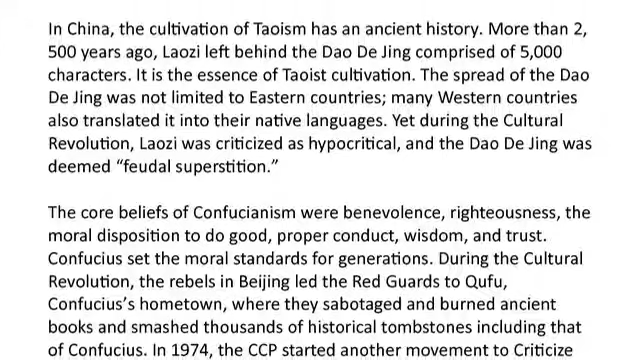 In China, the cultivation of Taoism has an ancient history. More than 2,
500 years ago, Laozi left behind the Dao De Jing comprised of 5,000
characters. It is the essence of Taoist cultivation. The spread of the Dao
De Jing was not limited to Eastern countries; many Western countries
also translated it into their native languages. Yet during the Cultural
Revolution, Laozi was criticized as hypocritical, and the Dao De Jing was
deemed “feudal superstition.”
The core beliefs of Confucianism were benevolence, righteousness, the
moral disposition to do good, proper conduct, wisdom, and trust.
Confucius set the moral standards for generations. During the Cultural
Revolution, the rebels in Beijing led the Red Guards to Qufu,
Confucius’s hometown, where they sabotaged and burned ancient
books and smashed thousands of historical tombstones including that
of Confucius. In 1974, the CCP started another movement to Criticize